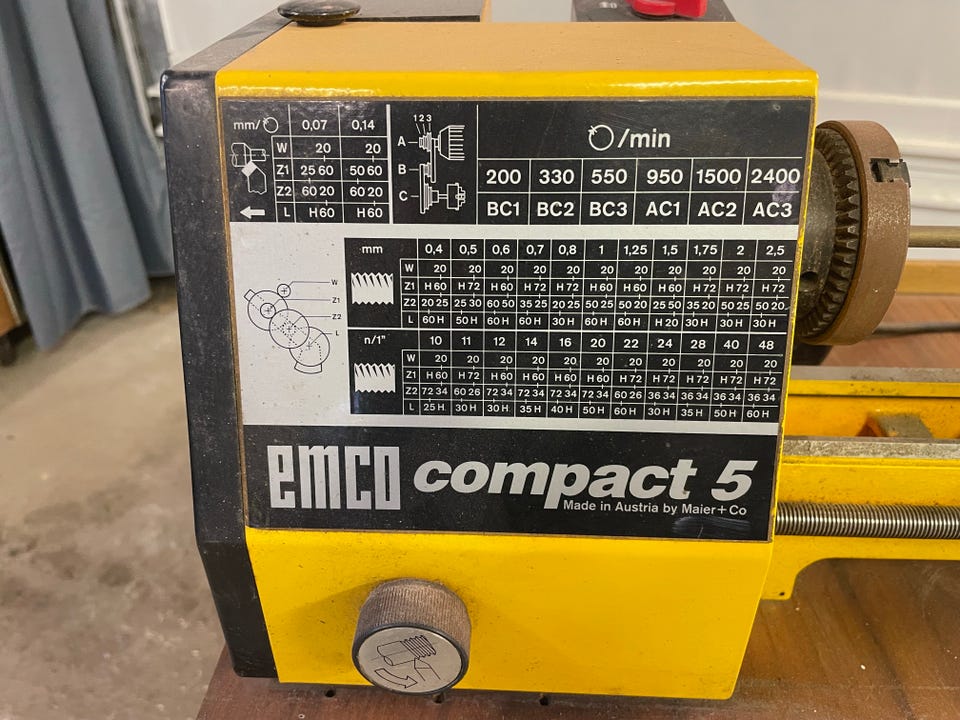 mm/ 0,07 0,14
W 20 20
Z1 25 60 50 60
Z2 60 20 60 20
L H60 H60
1 2 3
A
B
C
/min
200 330 550 950 1500 2400
BC1 BC2 BC3 AC1 AC2 AC3
W
Z1
Z2
L
mm 0,4 0,5 0,6 0,7 0,8 1 1,25 1,5 1,75 2 2,5
W 20 20 20 20 20 20 20 20 20 20 20
Z1 H 60 H 72 H 60 H 72 H 72 H 60 H 60 H 72 H 72 H 72 H 72
Z2 20 25 25 30 60 50 35 25 20 25 50 25 50 20 25 50 35 20 50 25 50 20
L 60 H 50 H 60 H 60 H 30 H 60 H 60 H H 20 30 H 30 H 30 H
n/1" 10 11 12 14 16 20 22 24 28 40 48
W 20 20 20 20 20 20 20 20 20 20 20
Z1 H 60 H 72 H 60 H 60 H 60 H 60 H 72 H 72 H 72 H 72 H 72
Z2 72 34 60 26 72 34 72 34 72 34 72 34 60 26 36 34 36 34 36 34 36 34
L 25 H 30 H 30 H 35 H 40 H 50 H 60 H 30 H 35 H 50 H 60 H
emco compact 5
Made in Austria by Maier+Co